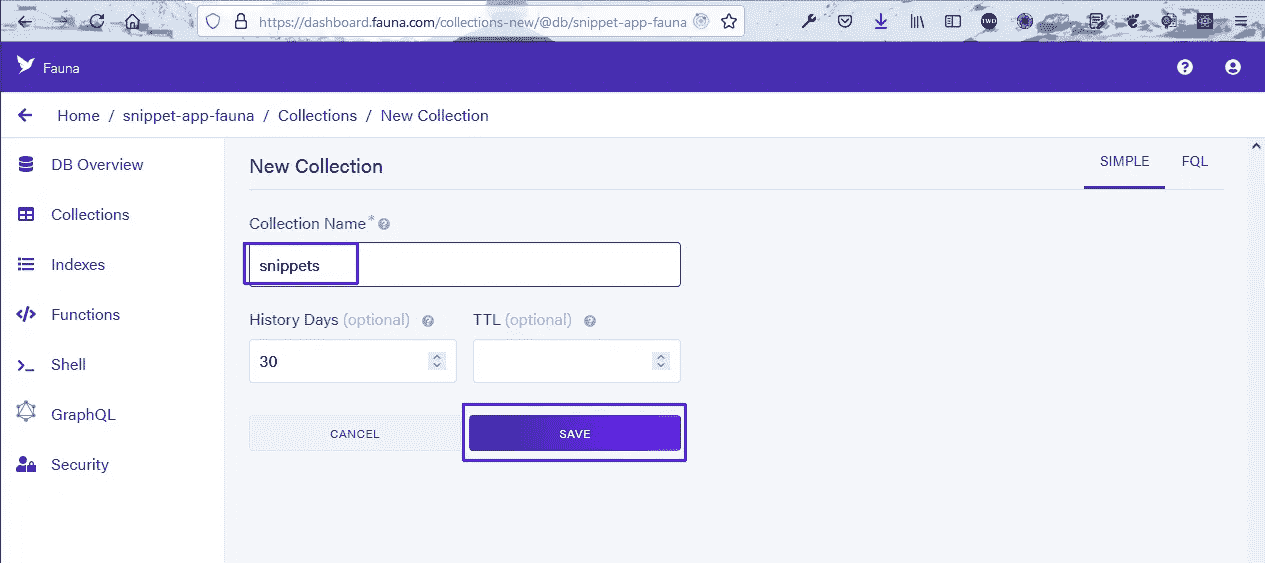 https://dashboard.fauna.com/collections-new/@db/snippet-app-fauna
TWD
Fauna
Home / snippet-app-fauna / Collections / New Collection
DB Overview
Collections
Indexes
Functions
Shell
GraphQL
Security
New Collection
SIMPLE FQL
Collection Name*
snippets
History Days (optional) TTL (optional)
30
CANCEL SAVE